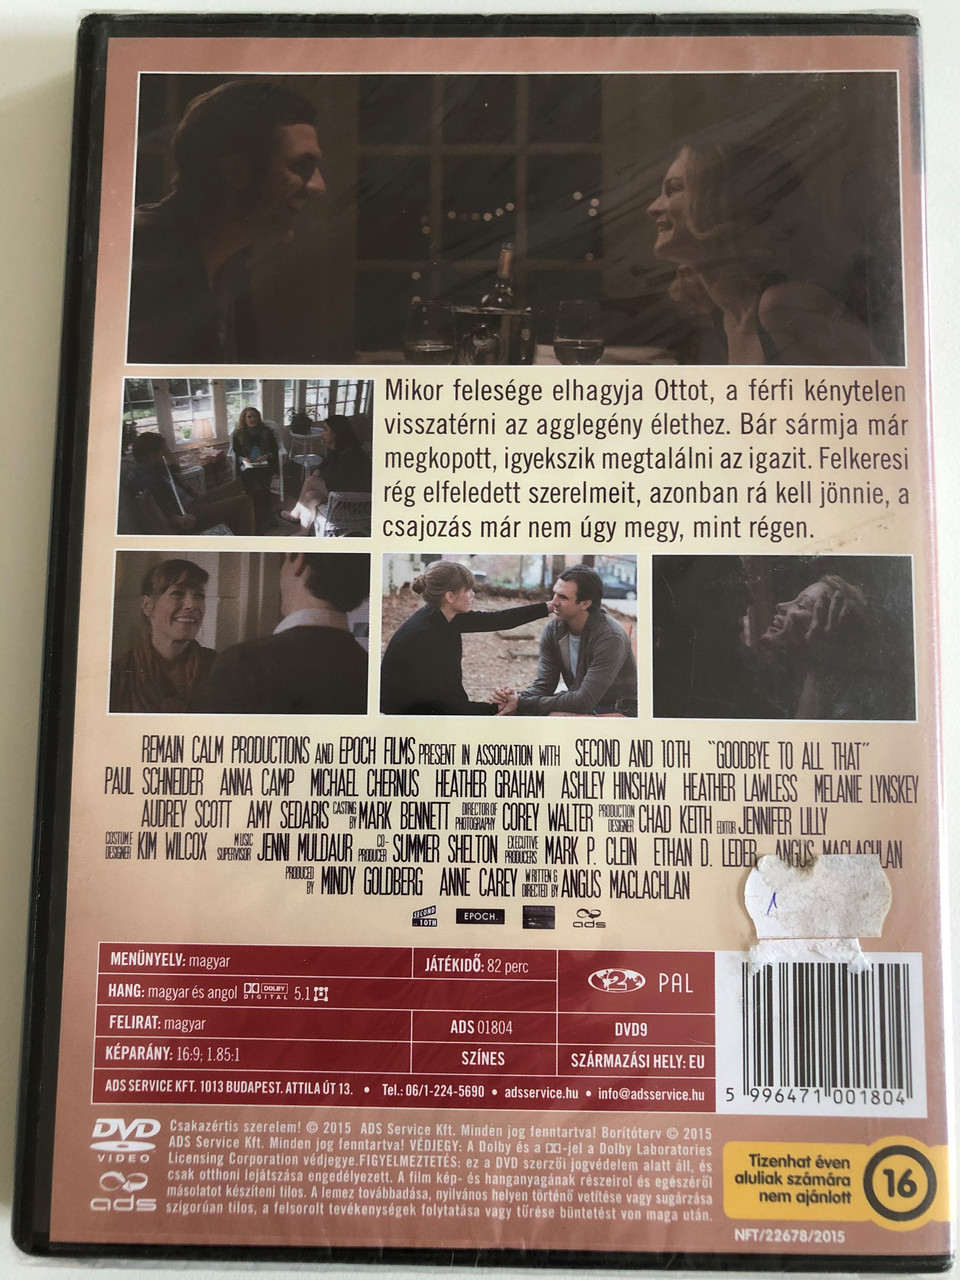 Mikor felesége elhagyja Ottot, a férfi kénytelen
visszatérni az agglegény élethez. Bár sármja már
megkopott, igyekszik megtalálni az igazit. Felkeresi
rég elfeledett szerelmeit, azonban rá kell jönnie, a
csajozás már nem úgy megy, mint régen.
REMAIN CALM PRODUCTIONS AND EPOCH FILMS PRESENT IN ASSOCIATION WITH SECOND AND 10TH "GOODBYE TO ALL THAT"
PAUL SCHNEIDER ANNA CAMP MICHAEL CHERNUS HEATHER GRAHAM ASHLEY HINSHAW HEATHER LAWLESS MELANIE LYNSKEY
AUDREY SCOTT AMY SEDARIS CASTING BY MARK BENNETT DIRECTOR OF PHOTOGRAPHY COREY WALTER PRODUCTION DESIGNER CHAD KEITH EDITOR JENNIFER LILLY
COSTUME DESIGNER KIM WILCOX MUSIC SUPERVISOR JENNI MULDAUR CO-PRODUCER SUMMER SHELTON EXECUTIVE PRODUCERS MARK P. CLEIN ETHAN D. LEDER ANGUS MACLACHLAN
PRODUCED BY MINDY GOLDBERG ANNE CAREY WRITTEN & DIRECTED BY ANGUS MACLACHLAN
SECOND 10TH EPOCH. ads
MENÜNYELV: magyar JÁTÉKIDŐ: 82 perc
HANG: magyar és angol DOLBY DIGITAL 5.1 2 PAL
FELIRAT: magyar ADS 01804 DVD9
KÉPARÁNY: 16:9; 1.85:1 SZÍNES SZÁRMAZÁSI HELY: EU
ADS SERVICE KFT. 1013 BUDAPEST. ATTILA ÚT 13. • Tel.: 06/1-224-5690 • adsservice.hu • info@adsservice.hu
5 996471 001804
DVD VIDEO
ads
Csakazértis szerelem! © 2015 ADS Service Kft. Minden jog fenntartva! Borítóterv © 2015
ADS Service Kft. Minden jog fenntartva! VÉDJEGY: A Dolby és a DD-jel a Dolby Laboratories
Licensing Corporation védjegye.FIGYELMEZTETÉS: ez a DVD szerzői jogvédelem alatt áll, és
csak otthoni lejátszása engedélyezett. A film kép- és hanganyagának részeiről és egészéről
másolatot készíteni tilos. A lemez továbbadása, nyilvános helyen történő vetítése vagy sugárzása
szigorúan tilos, a felsorolt tevékenységek folytatása vagy tűrése büntetést von maga után.
Tizenhat éven
aluliak számára
nem ajánlott
16
NFT/22678/2015